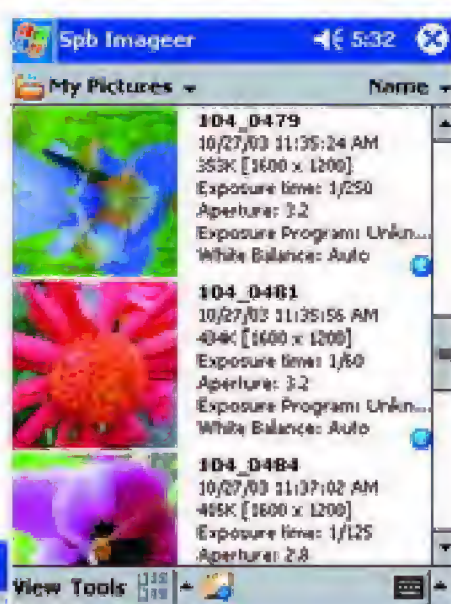 Spb Imageer 5:32
My Pictures Name
104_0479
10/27/03 11:35:24 AM
353K [1600 x 1200]
Exposure time: 1/250
Aperture: 3.2
Exposure Program: Unkn...
White Balance: Auto
104_0481
10/27/03 11:35:56 AM
434K [1600 x 1200]
Exposure time: 1/60
Aperture: 3.2
Exposure Program: Unkn...
White Balance: Auto
104_0484
10/27/03 11:37:02 AM
[1600 x 1200]
Exposure time: 1/125
Aperture: 2.8
View Tools